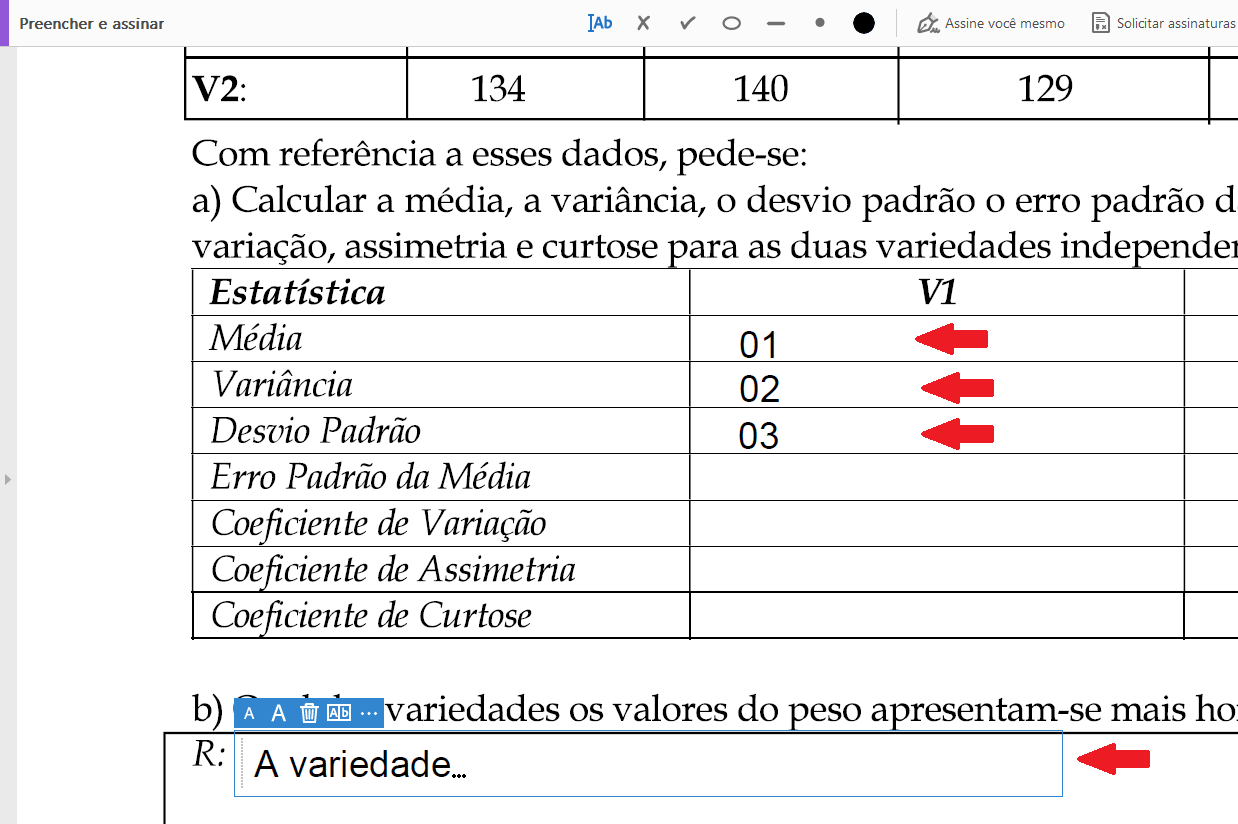 Preencher e assinar
Ab
Assine você mesmo
Solicitar assinaturas
V2: 134 140 129
Com referência a esses dados, pede-se:
a) Calcular a média, a variância, o desvio padrão o erro padrão d
variação, assimetria e curtose para as duas variedades independe
Estatística V1
Média 01
Variância 02
Desvio Padrão 03
Erro Padrão da Média
Coeficiente de Variação
Coeficiente de Assimetria
Coeficiente de Curtose
A A Ab ...
b) variedades os valores do peso apresentam-se mais ho
R: A variedade...